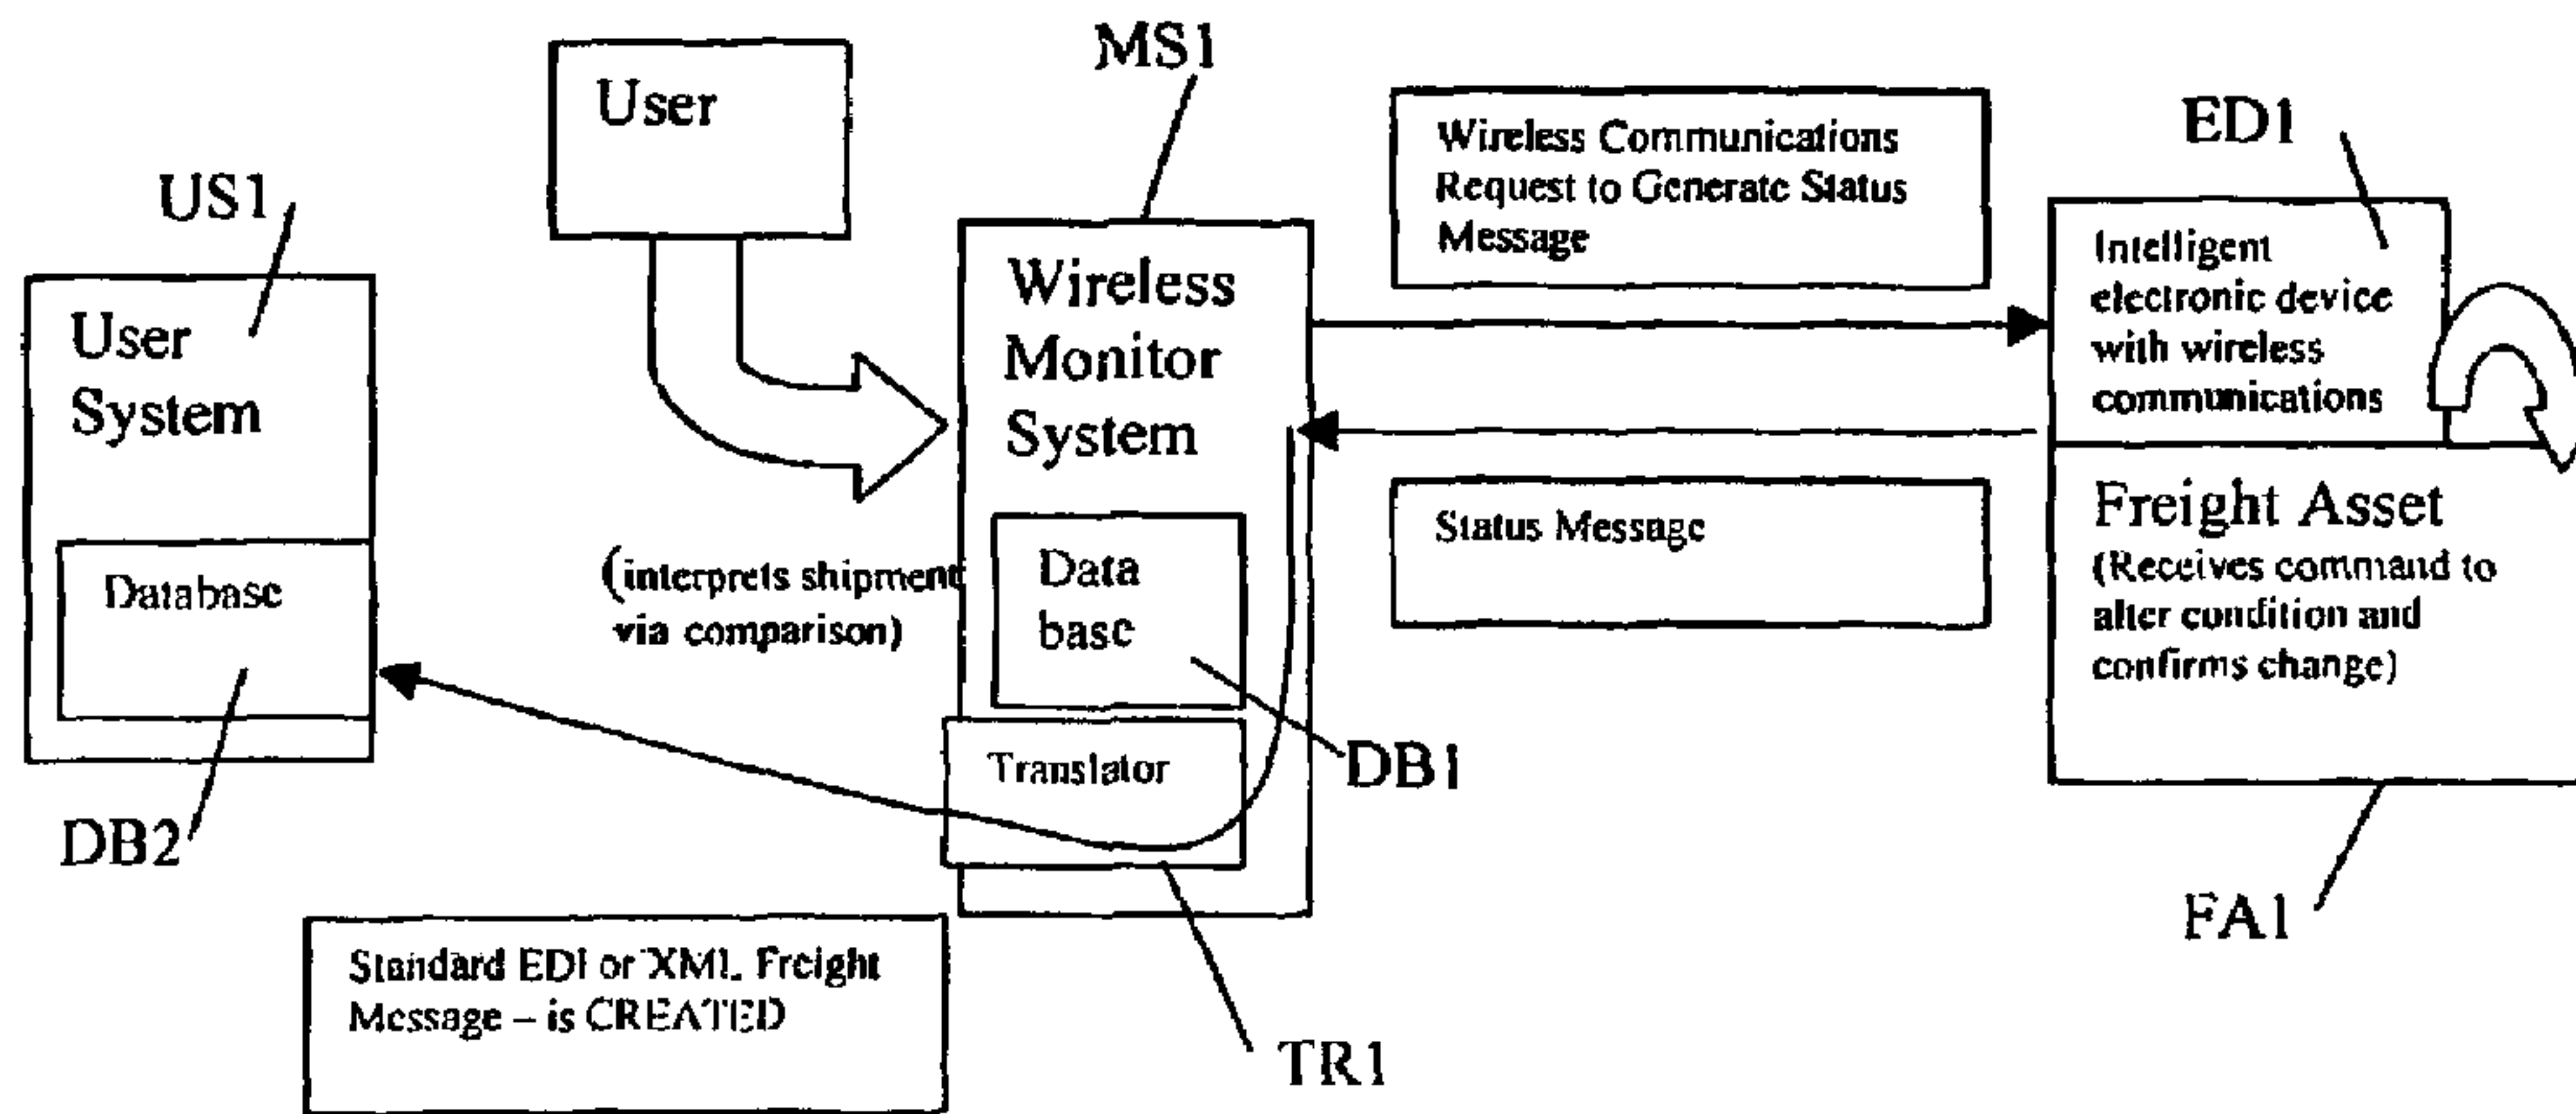 US1
User
System
Database
DB2
User
MS1
Wireless
Monitor
System
(interprets shipment
via comparison)
Data
base
Translator
DB1
TR1
Standard EDI or XML Freight
Message – is CREATED
Wireless Communications
Request to Generate Status
Message
Status Message
ED1
Intelligent
electronic device
with wireless
communications
Freight Asset
(Receives command to
alter condition and
confirms change)
FA1